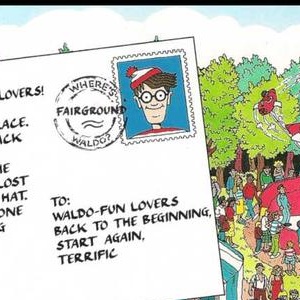 LOVERS!
LACE.
ACK
HE
LOST
HAT.
ONE
G
WHERE'S
FAIRGROUND
WALDO?
TO:
WALDO-FUN LOVERS
BACK TO THE BEGINNING,
START AGAIN,
TERRIFIC